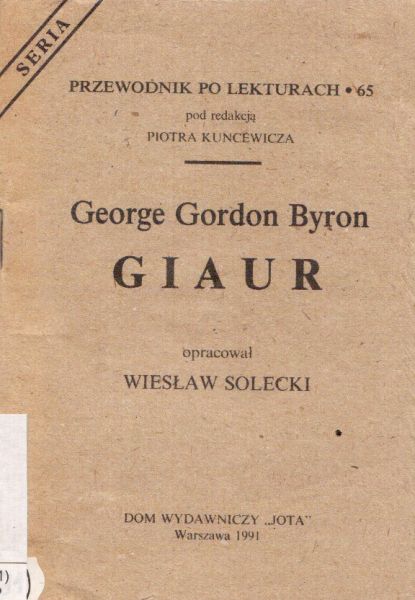 SERIA
PRZEWODNIK PO LEKTURACH • 65
pod redakcją
PIOTRA KUNCEWICZA
George Gordon Byron
GIAUR
opracował
WIESŁAW SOLECKI
DOM WYDAWNICZY „JOTA”
Warszawa 1991